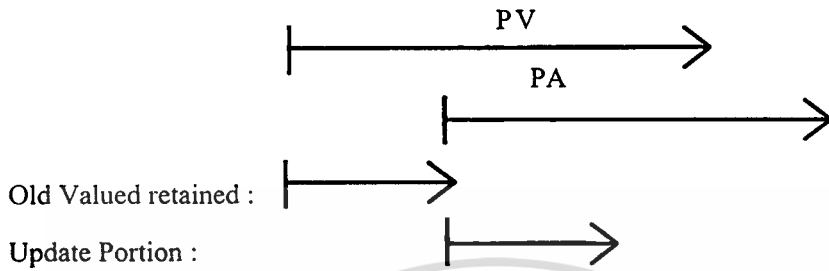 PV
PA
Old Valued retained :
Update Portion :